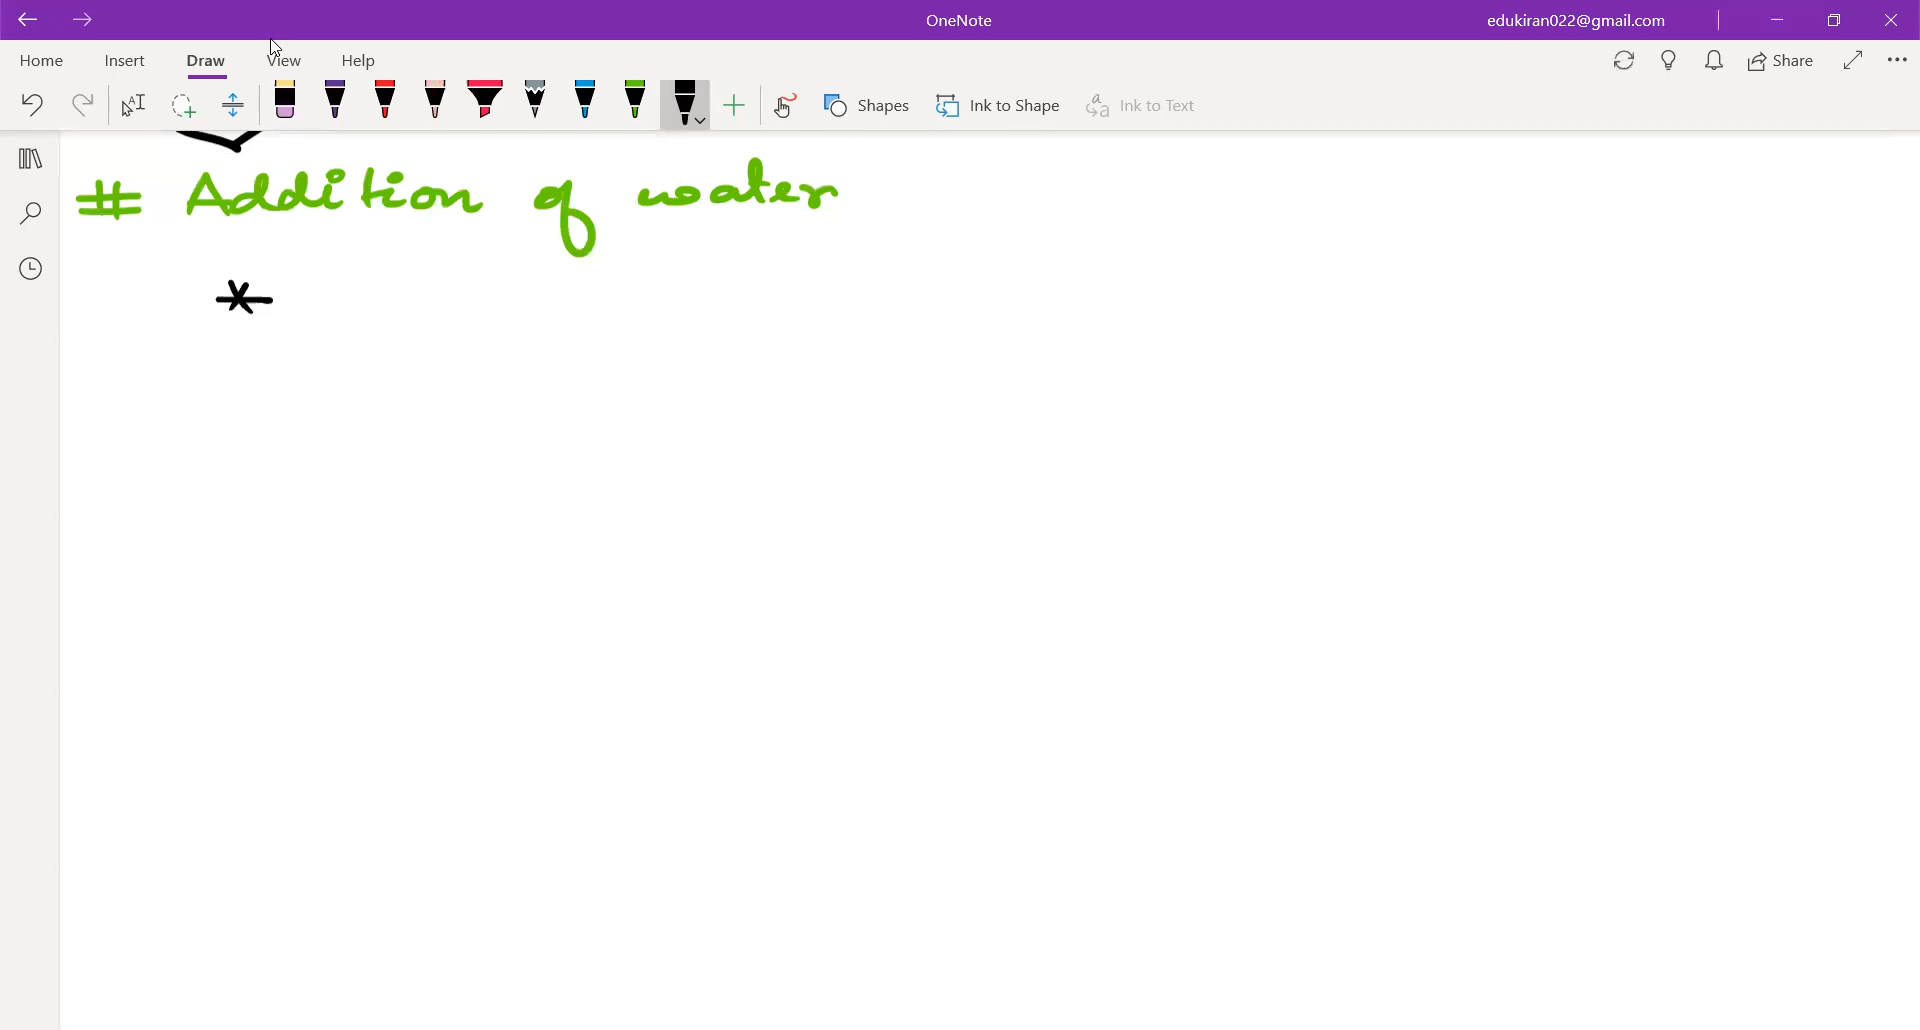 OneNote
edukiran022@gmail.com
Home Insert Draw View Help
Share
Shapes Ink to Shape Ink to Text
# Addition of water
*